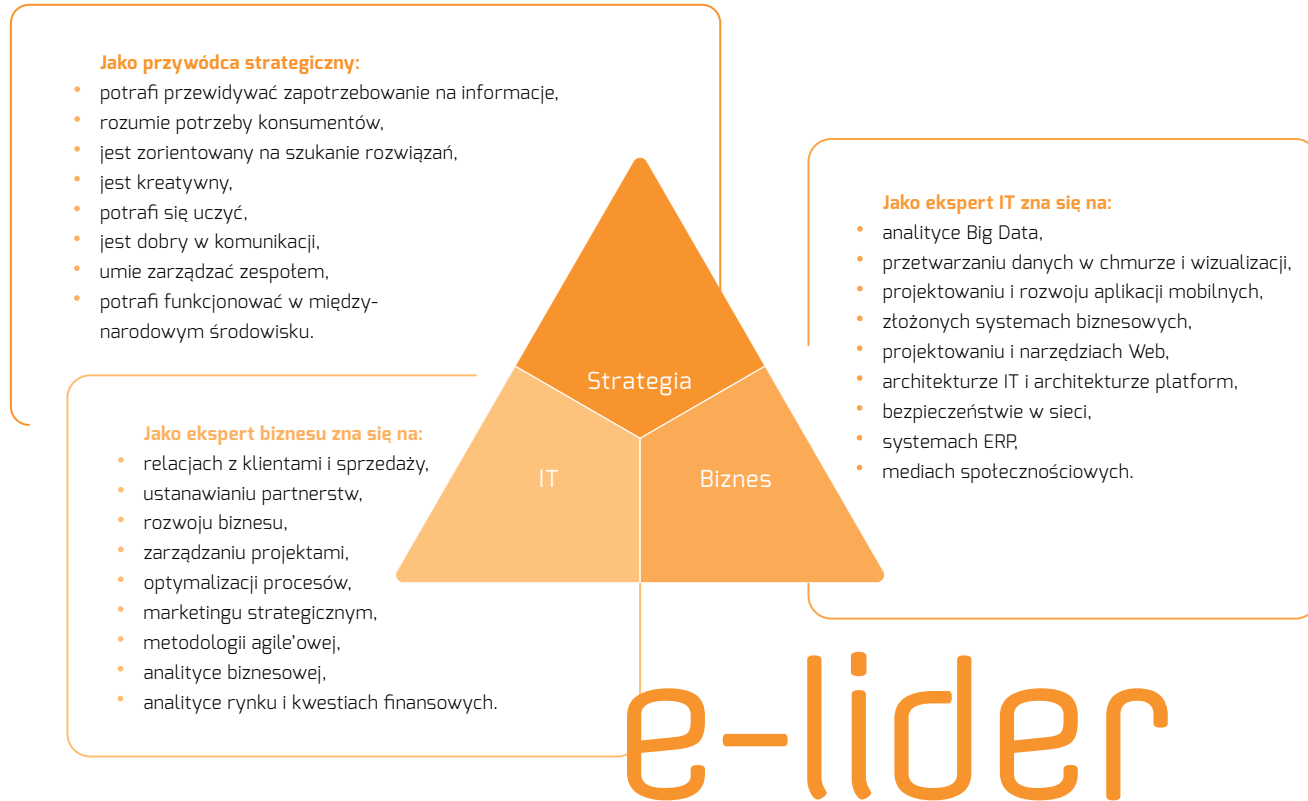 Jako przywódca strategiczny:
• potrafi przewidywać zapotrzebowanie na informacje,
• rozumie potrzeby konsumentów,
• jest zorientowany na szukanie rozwiązań,
• jest kreatywny,
• potrafi się uczyć,
• jest dobry w komunikacji,
• umie zarządzać zespołem,
• potrafi funkcjonować w między-
narodowym środowisku.
Jako ekspert IT zna się na:
• analityce Big Data,
• przetwarzaniu danych w chmurze i wizualizacji,
• projektowaniu i rozwoju aplikacji mobilnych,
• złożonych systemach biznesowych,
• projektowaniu i narzędziach Web,
• architekturze IT i architekturze platform,
• bezpieczeństwie w sieci,
• systemach ERP,
• mediach społecznościowych.
Strategia
IT
Biznes
Jako ekspert biznesu zna się na:
• relacjach z klientami i sprzedaży,
• ustanawianiu partnerstw,
• rozwoju biznesu,
• zarządzaniu projektami,
• optymalizacji procesów,
• marketingu strategicznym,
• metodologii agile’owej,
• analityce biznesowej,
• analityce rynku i kwestiach finansowych.
e-lider